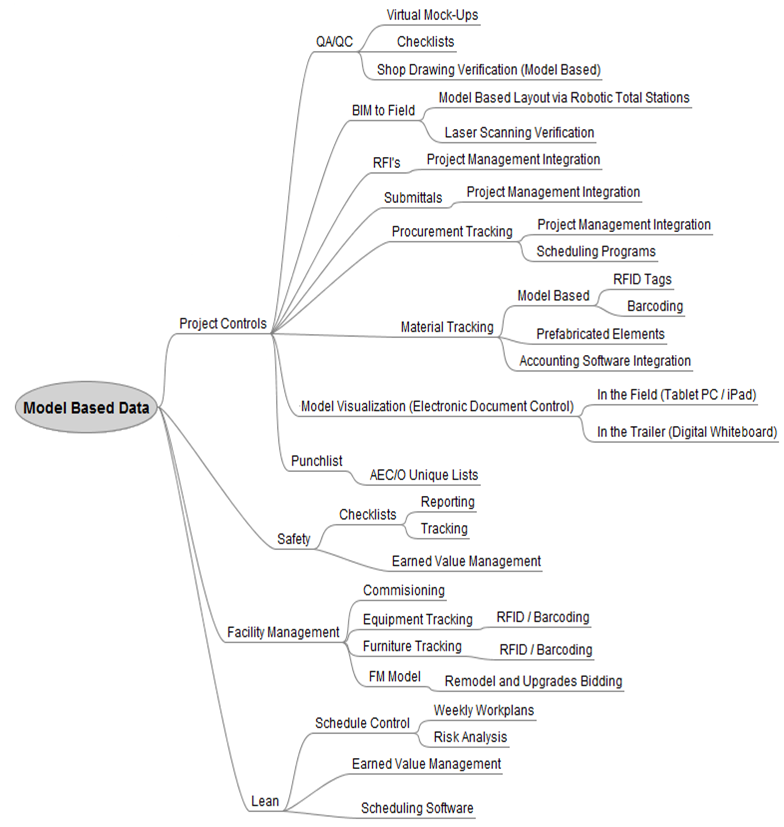 Virtual Mock-Ups
QA/QC
Checklists
Shop Drawing Verification (Model Based)
Model Based Layout via Robotic Total Stations
BIM to Field
Laser Scanning Verification
RFI's
Project Management Integration
Submittals
Project Management Integration
Procurement Tracking
Project Management Integration
Scheduling Programs
Project Controls
Material Tracking
Model Based
RFID Tags
Barcoding
Prefabricated Elements
Accounting Software Integration
Model Based Data
Model Visualization (Electronic Document Control)
In the Field (Tablet PC / iPad)
In the Trailer (Digital Whiteboard)
Punchlist
AEC/O Unique Lists
Safety
Checklists
Reporting
Tracking
Earned Value Management
Facility Management
Commisioning
Equipment Tracking
RFID / Barcoding
Furniture Tracking
RFID / Barcoding
FM Model
Remodel and Upgrades Bidding
Lean
Schedule Control
Weekly Workplans
Risk Analysis
Earned Value Management
Scheduling Software